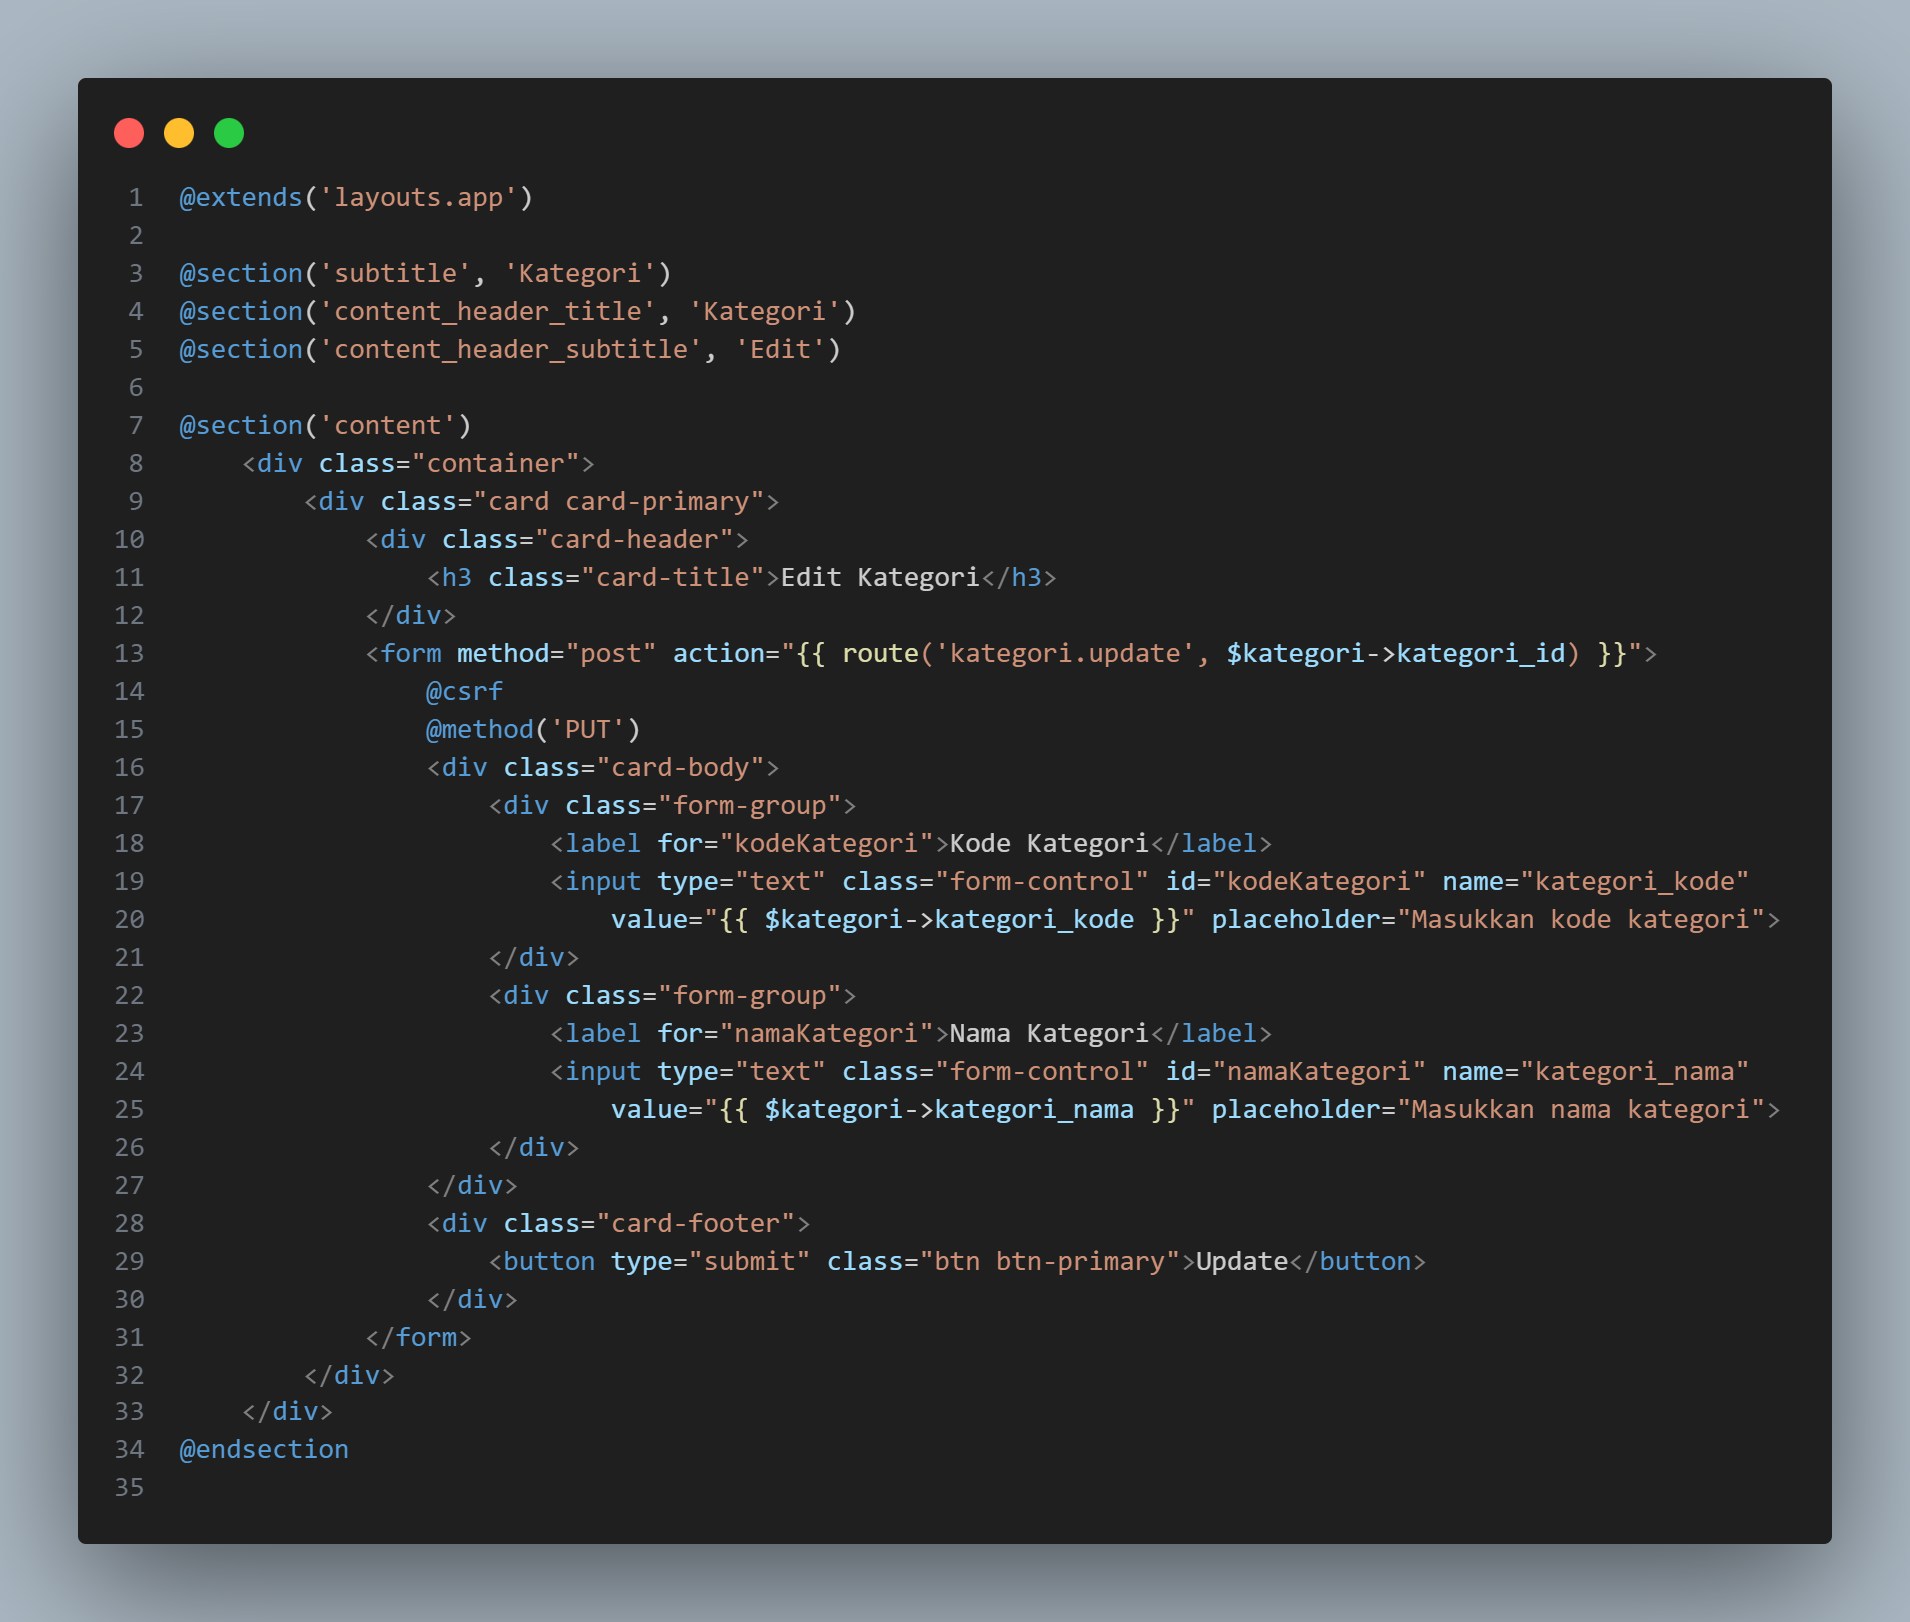 1 @extends('layouts.app')
2
3 @section('subtitle', 'Kategori')
4 @section('content_header_title', 'Kategori')
5 @section('content_header_subtitle', 'Edit')
6
7 @section('content')
8     <div class="container">
9         <div class="card card-primary">
10             <div class="card-header">
11                 <h3 class="card-title">Edit Kategori</h3>
12             </div>
13             <form method="post" action="{{ route('kategori.update', $kategori->kategori_id) }}">
14                 @csrf
15                 @method('PUT')
16                 <div class="card-body">
17                     <div class="form-group">
18                         <label for="kodeKategori">Kode Kategori</label>
19                         <input type="text" class="form-control" id="kodeKategori" name="kategori_kode"
20                             value="{{ $kategori->kategori_kode }}" placeholder="Masukkan kode kategori">
21                     </div>
22                     <div class="form-group">
23                         <label for="namaKategori">Nama Kategori</label>
24                         <input type="text" class="form-control" id="namaKategori" name="kategori_nama"
25                             value="{{ $kategori->kategori_nama }}" placeholder="Masukkan nama kategori">
26                     </div>
27                 </div>
28                 <div class="card-footer">
29                     <button type="submit" class="btn btn-primary">Update</button>
30                 </div>
31             </form>
32         </div>
33     </div>
34 @endsection
35